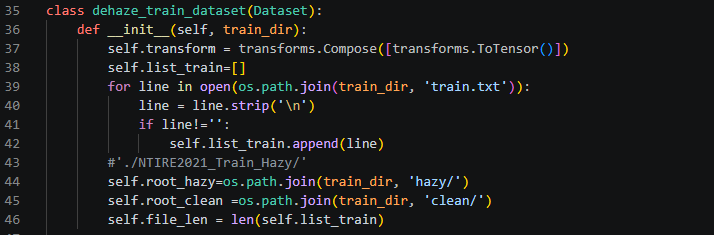 35 class dehaze_train_dataset(Dataset):
36     def __init__(self, train_dir):
37         self.transform = transforms.Compose([transforms.ToTensor()])
38         self.list_train=[]
39         for line in open(os.path.join(train_dir, 'train.txt')):
40             line = line.strip('\n')
41             if line!='':
42                 self.list_train.append(line)
43         #'./NTIRE2021_Train_Hazy/'
44         self.root_hazy=os.path.join(train_dir, 'hazy/')
45         self.root_clean =os.path.join(train_dir, 'clean/')
46         self.file_len = len(self.list_train)